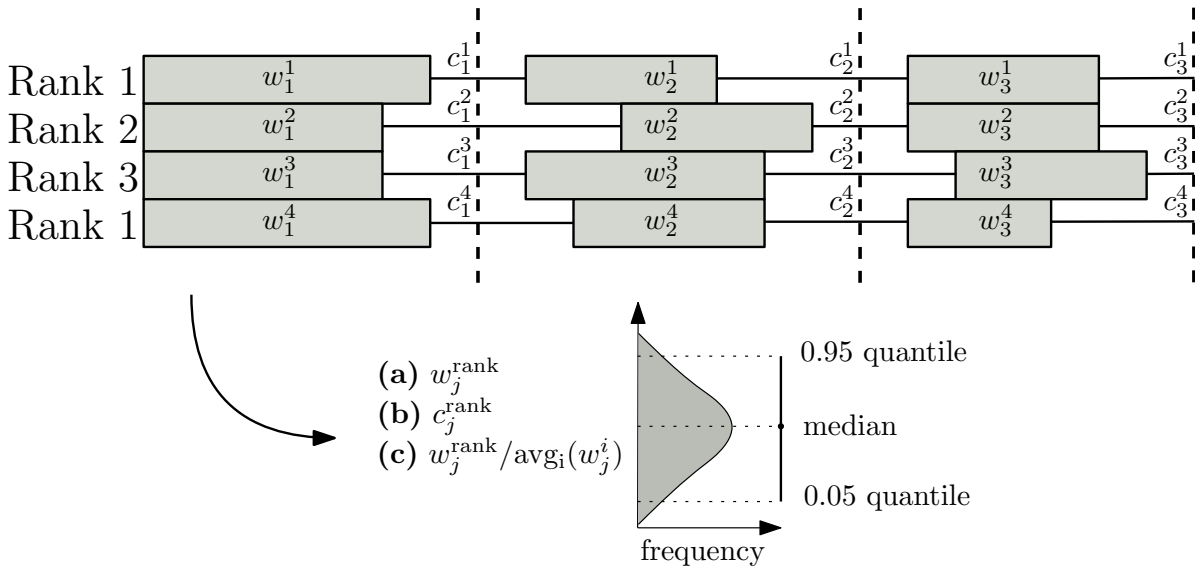 Rank 1 w_1^1 c_1^1 w_2^1 c_2^1 w_3^1 c_3^1
Rank 2 w_1^2 c_1^2 w_2^2 c_2^2 w_3^2 c_3^2
Rank 3 w_1^3 c_1^3 w_2^3 c_2^3 w_3^3 c_3^3
Rank 1 w_1^4 c_1^4 w_2^4 c_2^4 w_3^4 c_3^4
0.95 quantile
(a) w_j^rank
(b) c_j^rank
median
(c) w_j^rank/avg_i(w_j^i)
0.05 quantile
frequency